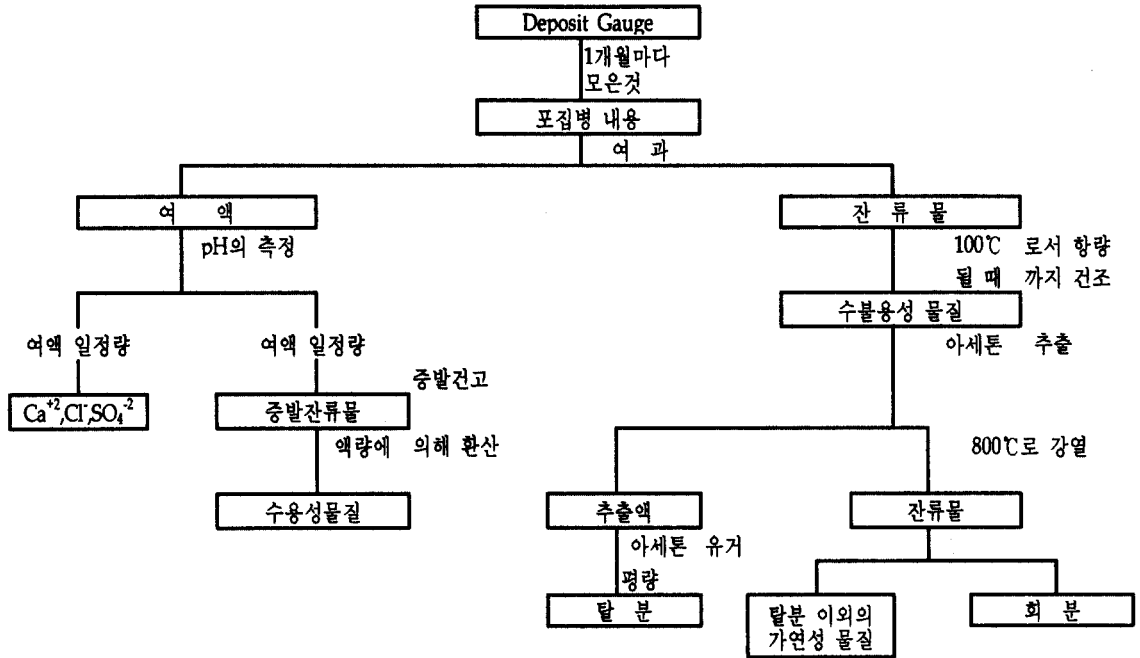 Deposit Gauge
1개월마다
모은것
포집병 내용
여 과
여 액
잔 류 물
pH의 측정
100℃ 로서 항량
될 때 까지 건조
수불용성 물질
여액 일정량
여액 일정량
아세톤 추출
증발건고
Ca⁺²,Cl⁻,SO₄⁻²
증발잔류물
액량에 의해 환산
800℃로 강열
수용성물질
추출액
잔류물
아세톤 유거
평량
탈 분
탈분 이외의
가연성 물질
회 분